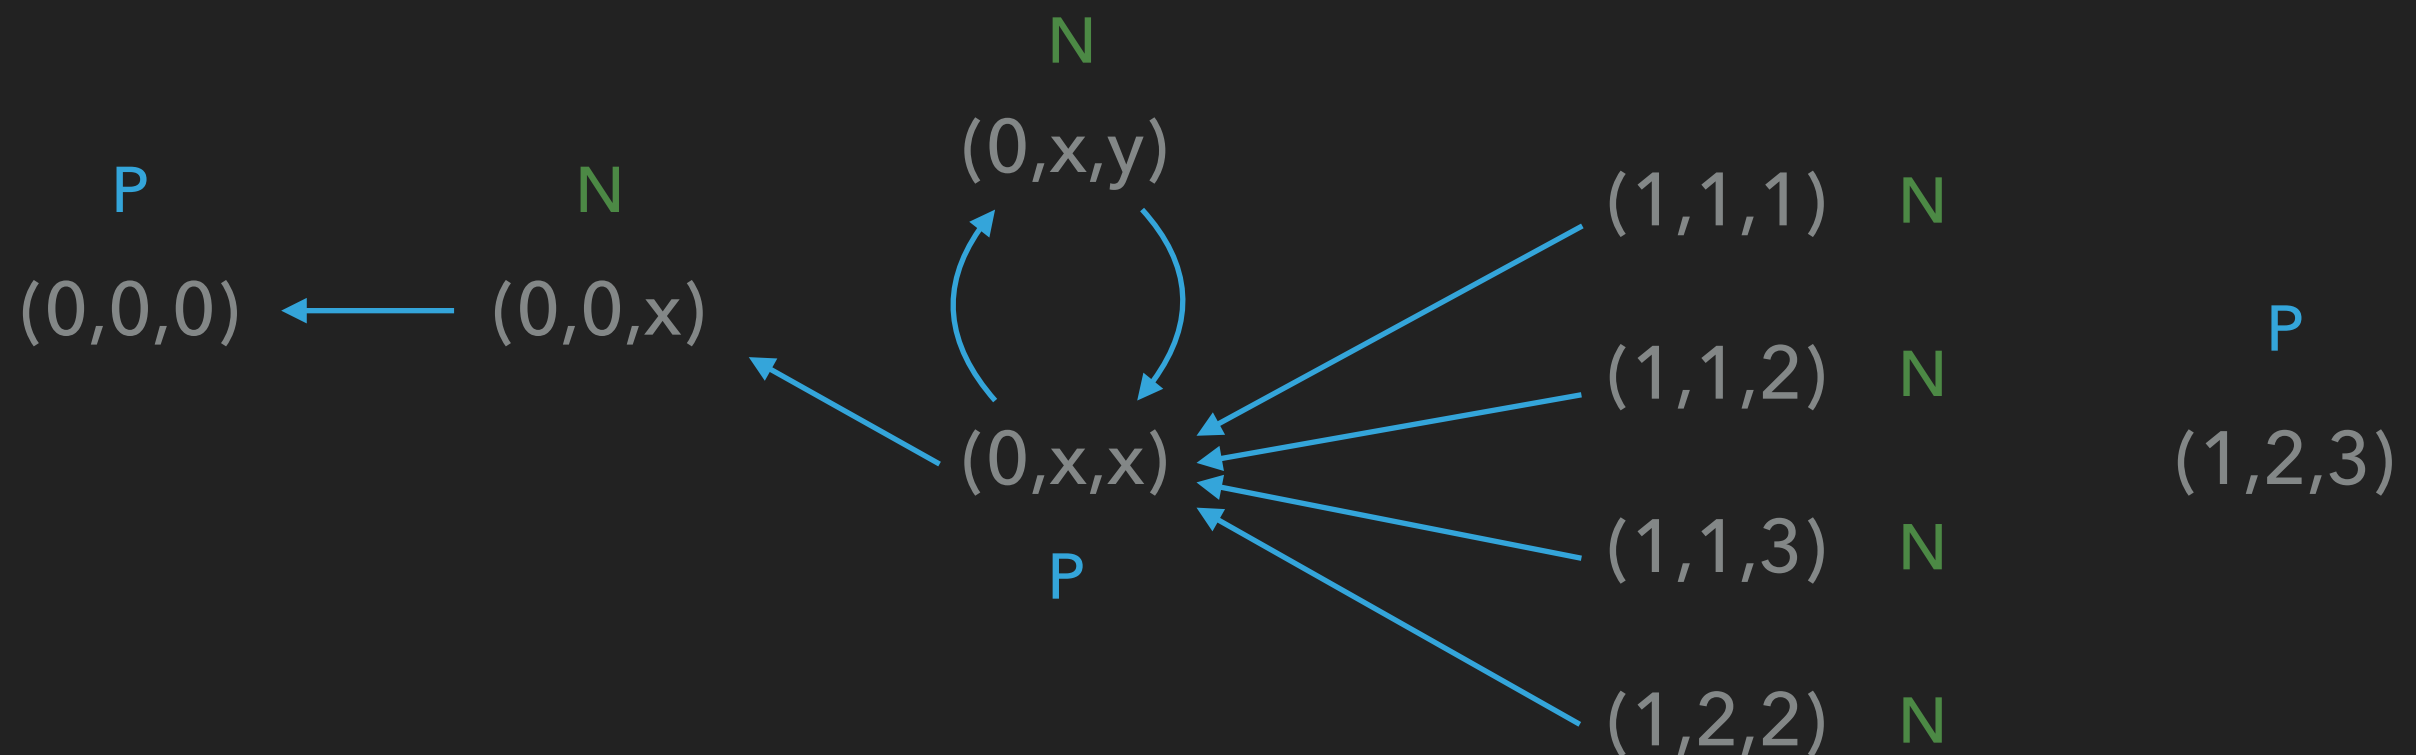 N
(0,x,y)
P
N
(1,1,1) N
(0,0,0)
(0,0,x)
P
(1,1,2) N
(0,x,x)
(1,2,3)
P
(1,1,3) N
(1,2,2) N